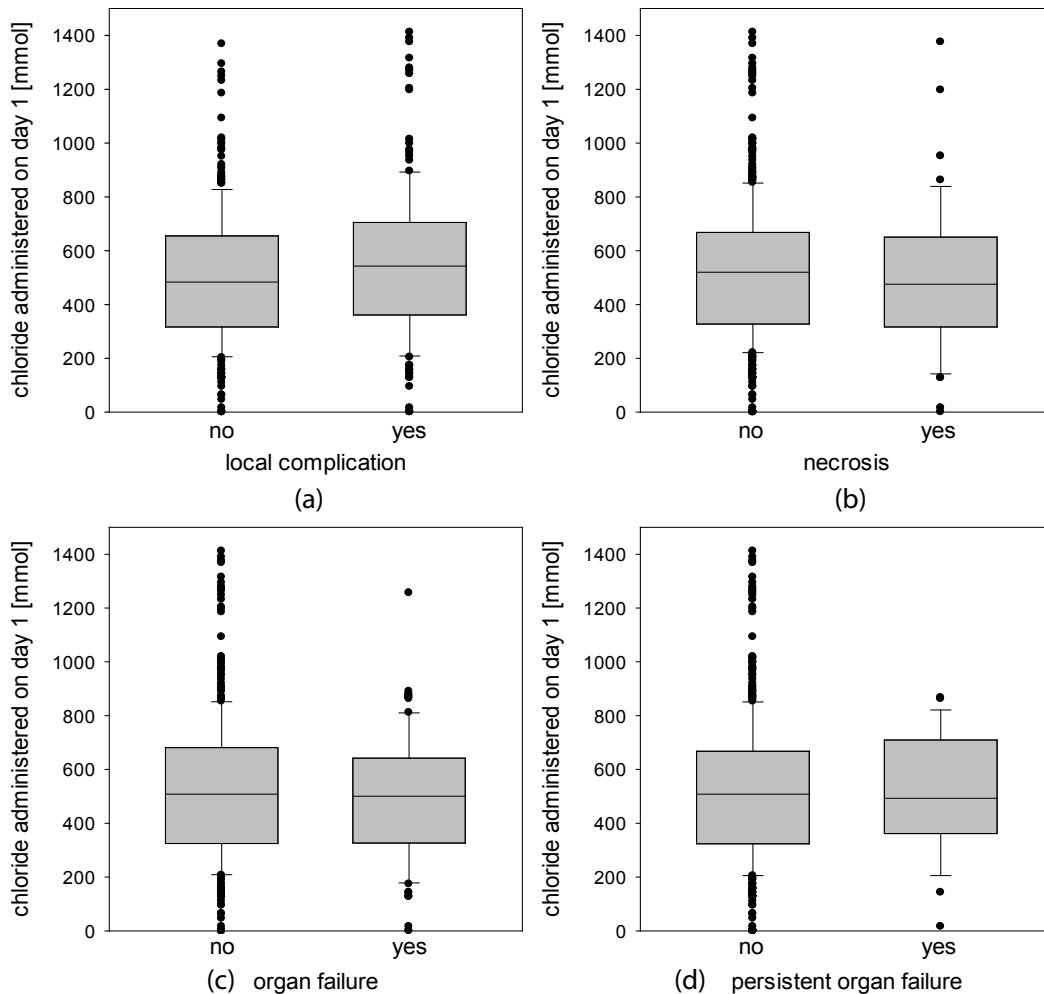 chloride administered on day 1 [mmol]
1400
1200
1000
800
600
400
200
0
no yes
local complication
(a)
chloride administered on day 1 [mmol]
1400
1200
1000
800
600
400
200
0
no yes
necrosis
(b)
chloride administered on day 1 [mmol]
1400
1200
1000
800
600
400
200
0
no yes
(c) organ failure
chloride administered on day 1 [mmol]
1400
1200
1000
800
600
400
200
0
no yes
(d) persistent organ failure